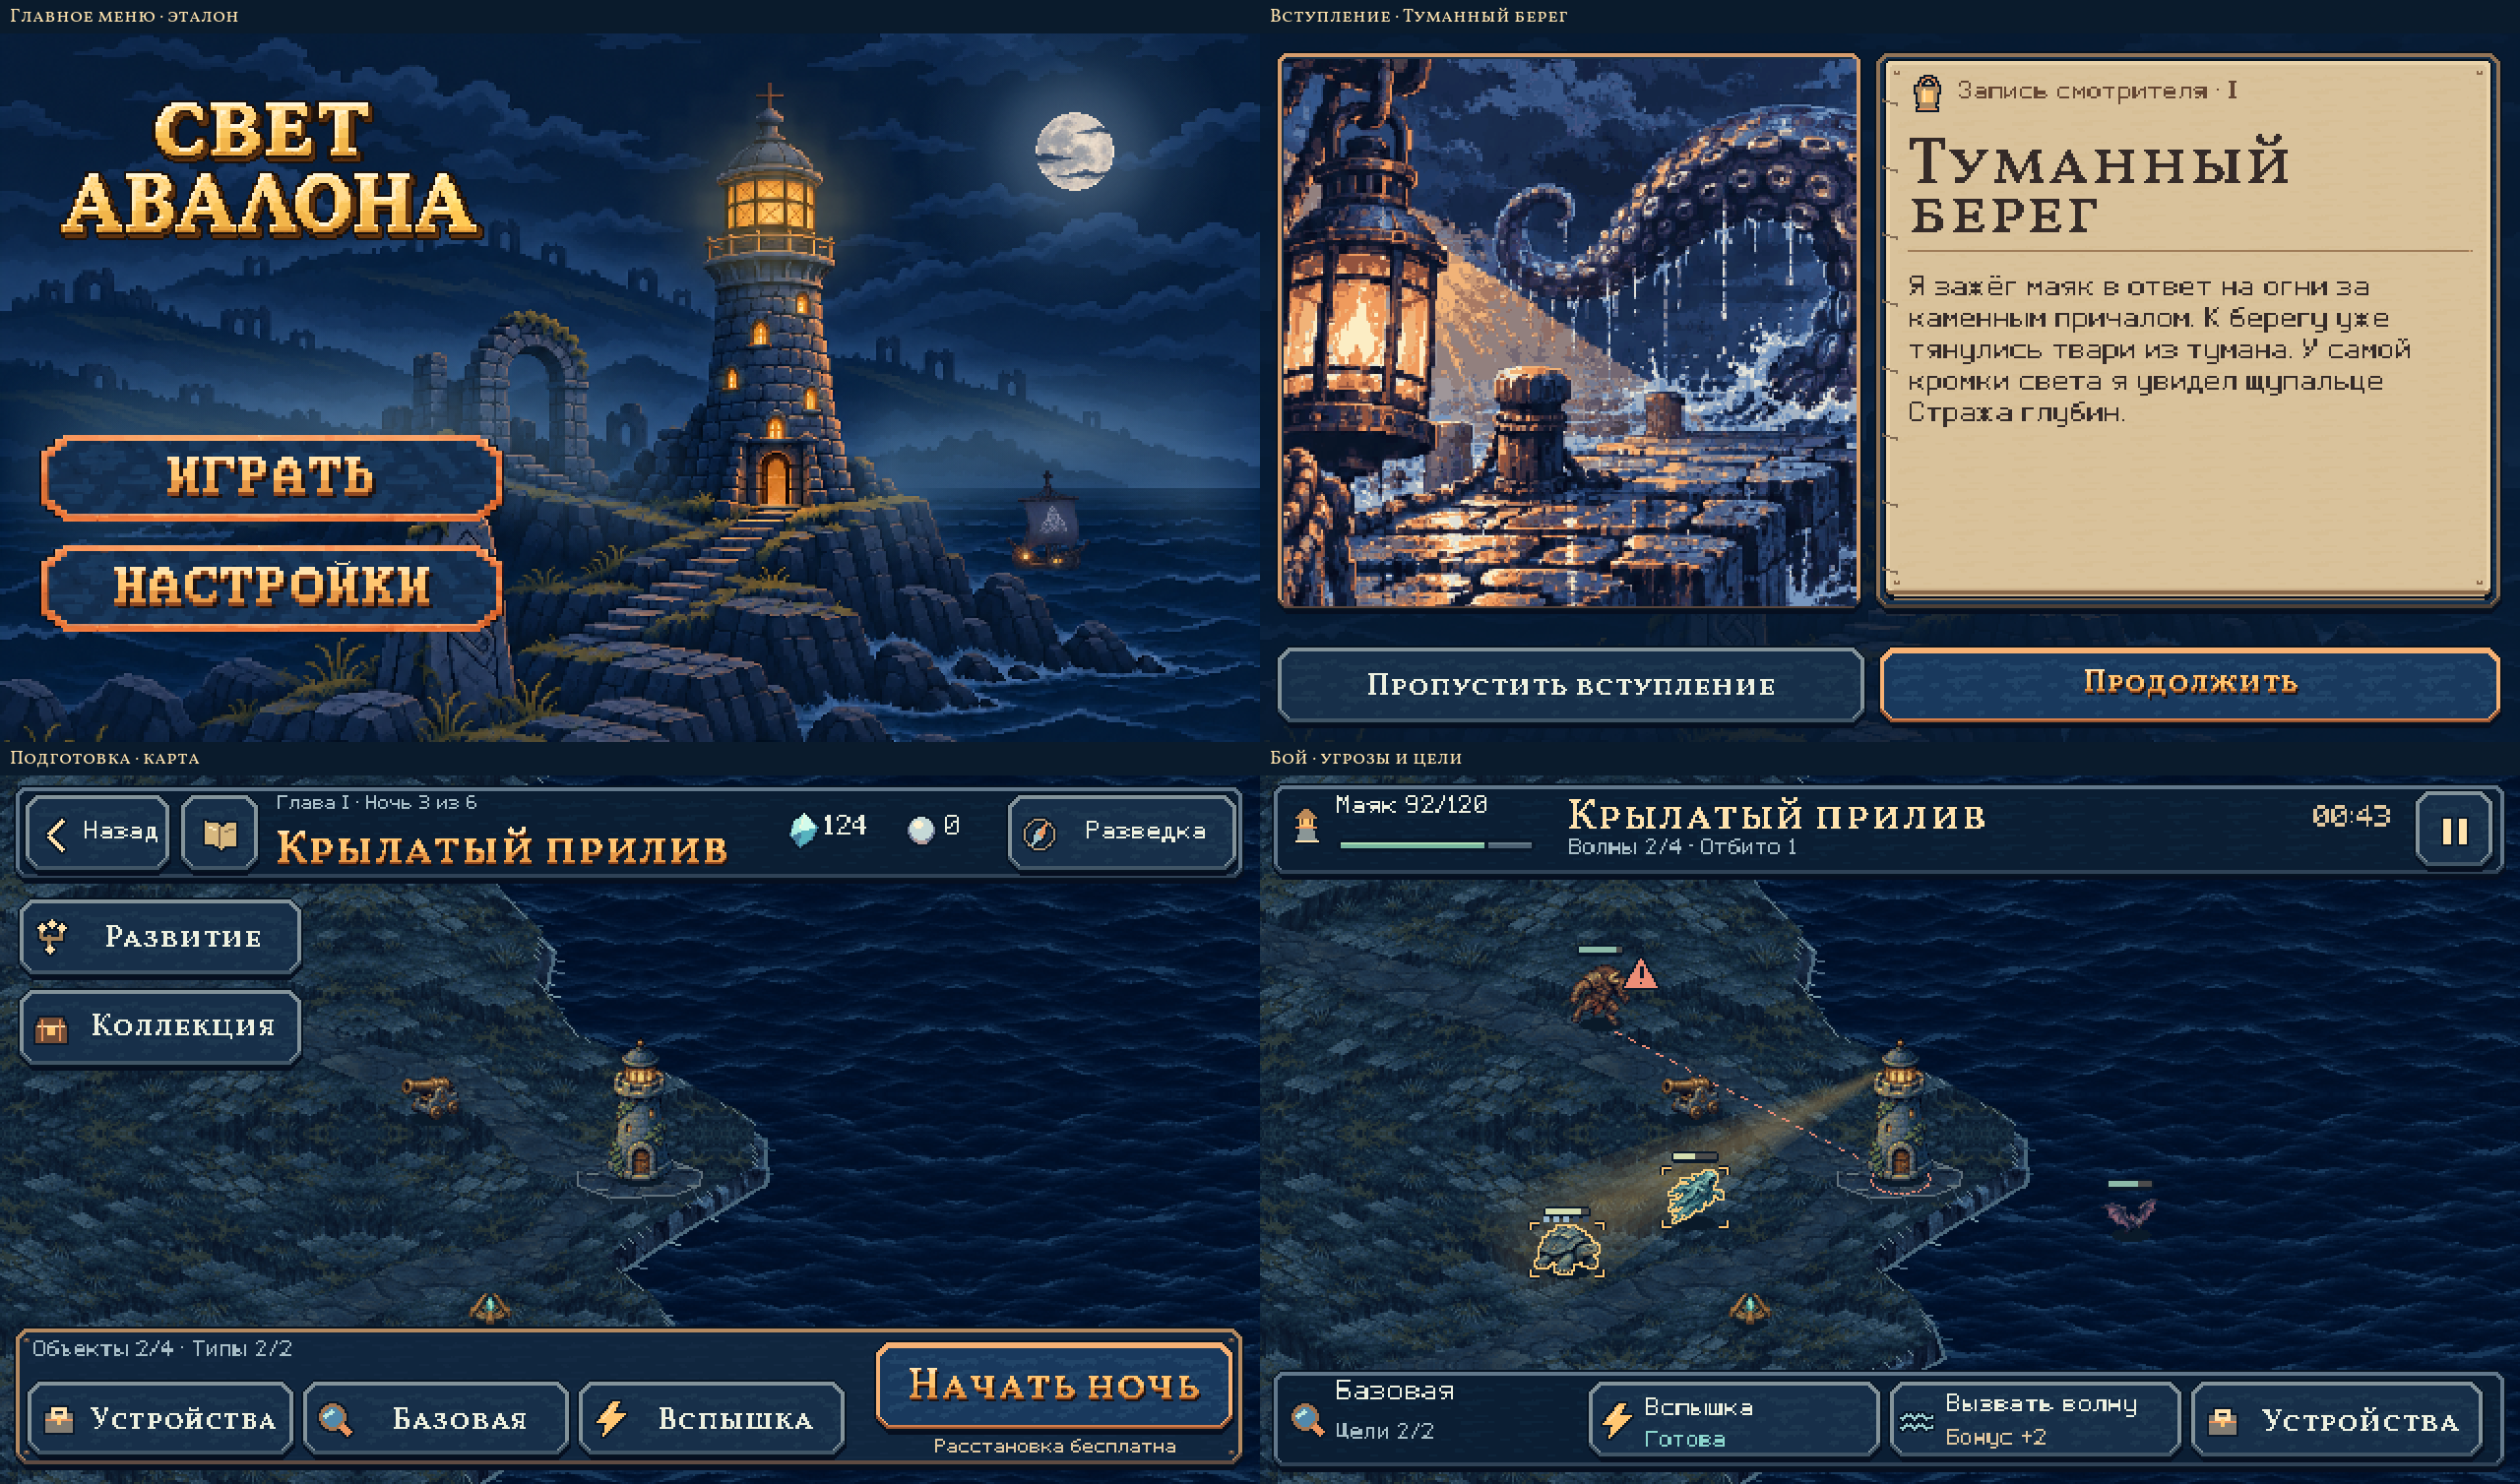 Главное меню · эталон
СВЕТ
АВАЛОНА
ИГРАТЬ
НАСТРОЙКИ
Вступление · Туманный берег
Запись смотрителя · I
Туманный
берег
Я зажёг маяк в ответ на огни за
каменным причалом. К берегу уже
тянулись твари из тумана. У самой
кромки света я увидел щупальце
Стража глубин.
Пропустить вступление
Продолжить
Подготовка · карта
Назад
Глава I · Ночь 3 из 6
Крылатый прилив
124
0
Разведка
Развитие
Коллекция
Объекты 2/4 · Типы 2/2
Устройства
Базовая
Вспышка
Начать ночь
Расстановка бесплатна
Бой · угрозы и цели
Маяк 92/120
Крылатый прилив
Волны 2/4 · Отбито 1
00:43
Базовая
Цели 2/2
Вспышка
Готова
Вызвать волну
Бонус +2
Устройства